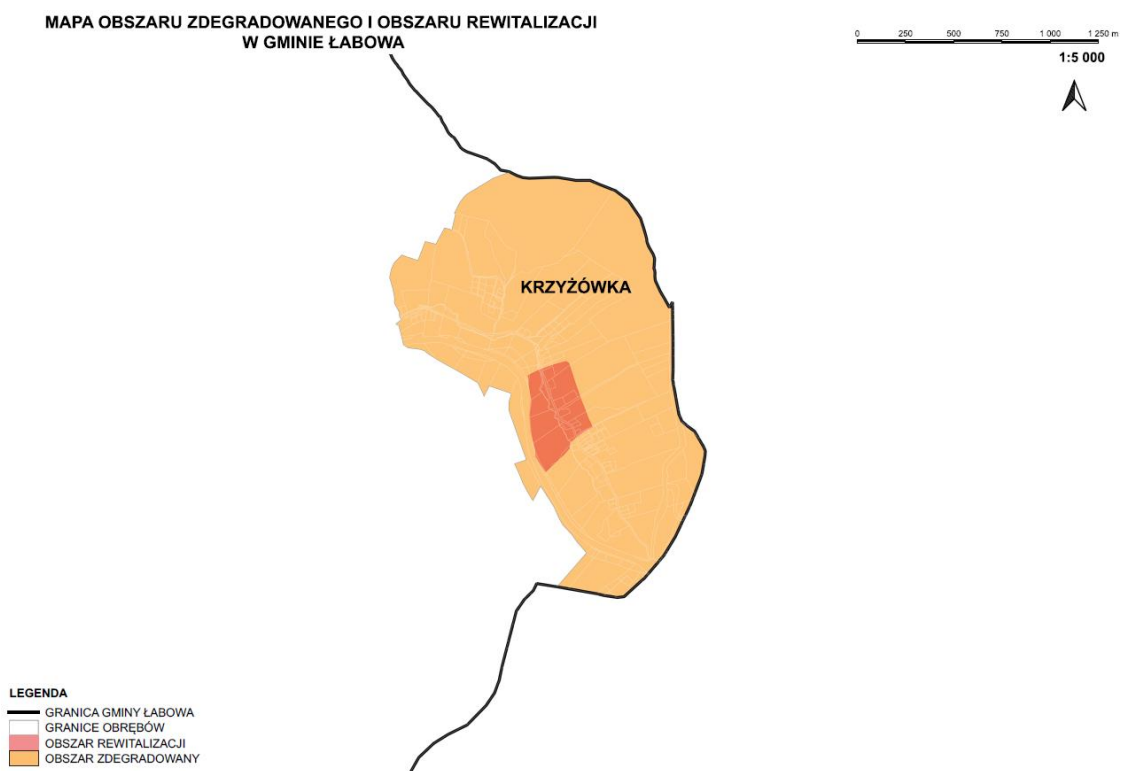 MAPA OBSZARU ZDEGRADOWANEGO I OBSZARU REWITALIZACJI
W GMINIE ŁABOWA
0 250 500 750 1 000 1 250 m
1:5 000
KRZYŻÓWKA
LEGENDA
GRANICA GMINY ŁABOWA
GRANICE OBRĘBÓW
OBSZAR REWITALIZACJI
OBSZAR ZDEGRADOWANY